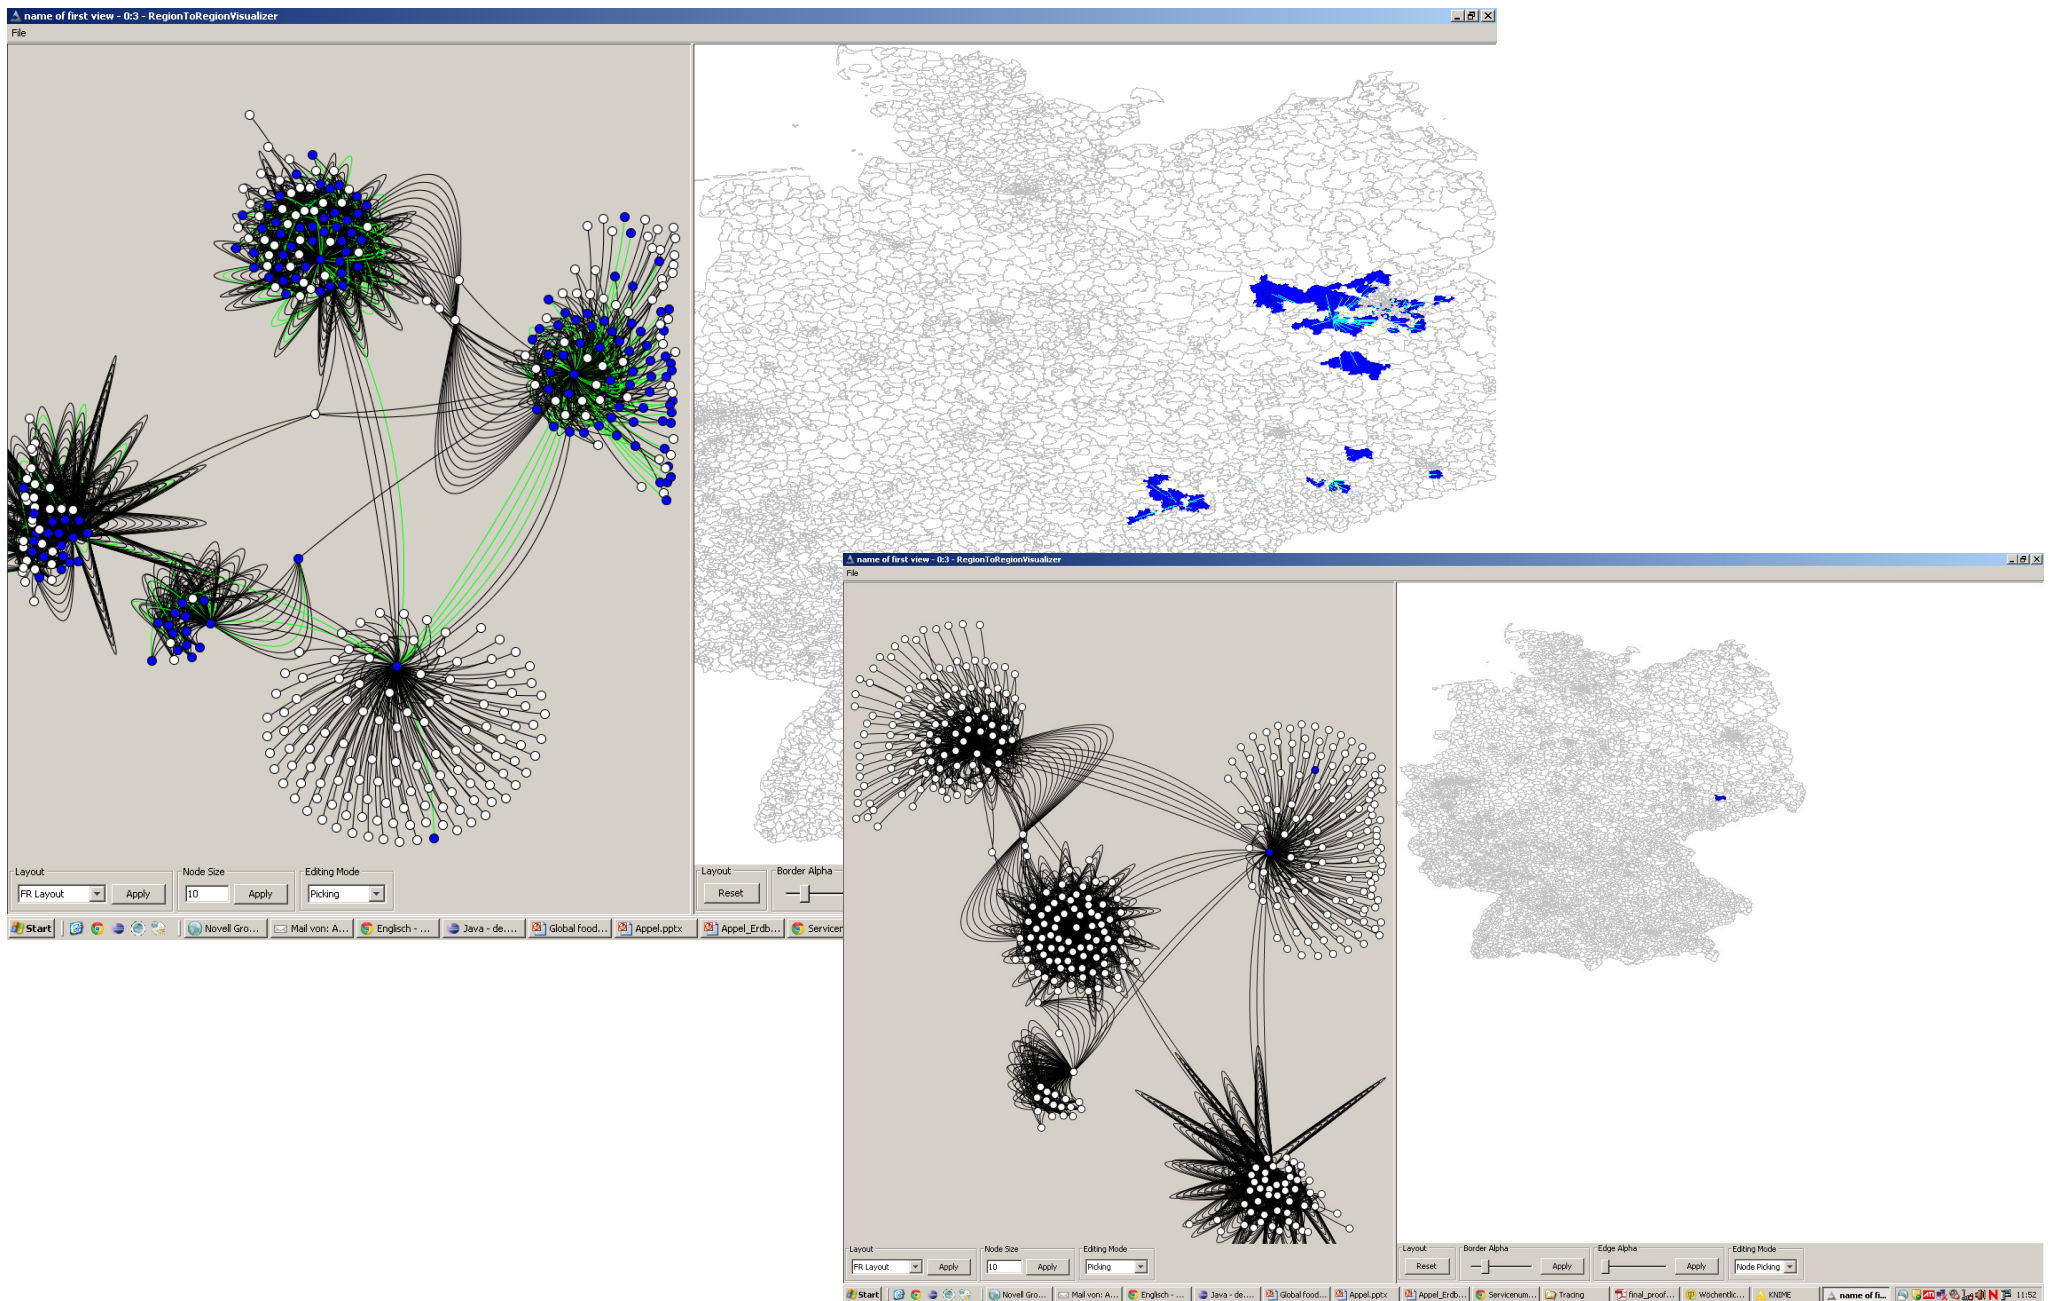 name of first view - 0:3 - RegionToRegionVisualizer
File
Layout
FR Layout
Apply
Node Size
10
Apply
Editing Mode
Picking
Layout
Reset
Border Alpha
Start
Novell Gro...
Mail von: A...
Englisch - ...
Java - de....
Global food...
Appel.pptx
Appel_Erdb...
Servicer
name of first view - 0:3 - RegionToRegionVisualizer
File
Layout
FR Layout
Apply
Node Size
10
Apply
Editing Mode
Picking
Layout
Reset
Border Alpha
Apply
Edge Alpha
Apply
Editing Mode
Node Picking
Start
Novell Gro...
Mail von: A...
Englisch - ...
Java - de....
Global food...
Appel.pptx
Appel_Erdb...
Servicenum...
Tracing
final_proof...
Wöchentlic...
KNIME
name of fi...
11:52